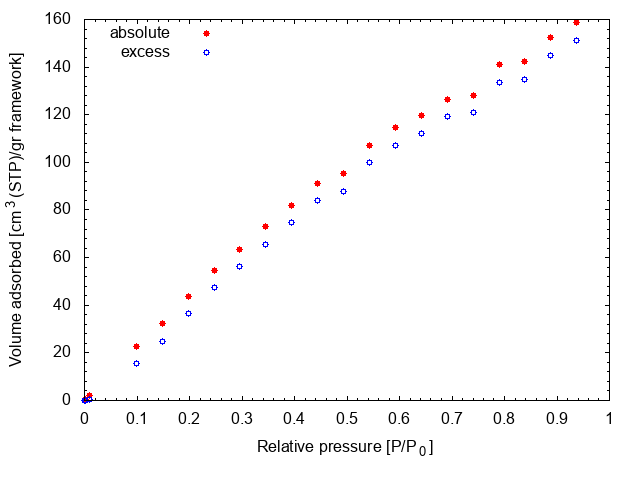 absolute
excess
160
140
120
100
80
60
40
20
0
Volume adsorbed [cm³(STP)/gr framework]
0 0.1 0.2 0.3 0.4 0.5 0.6 0.7 0.8 0.9 1
Relative pressure [P/P₀]